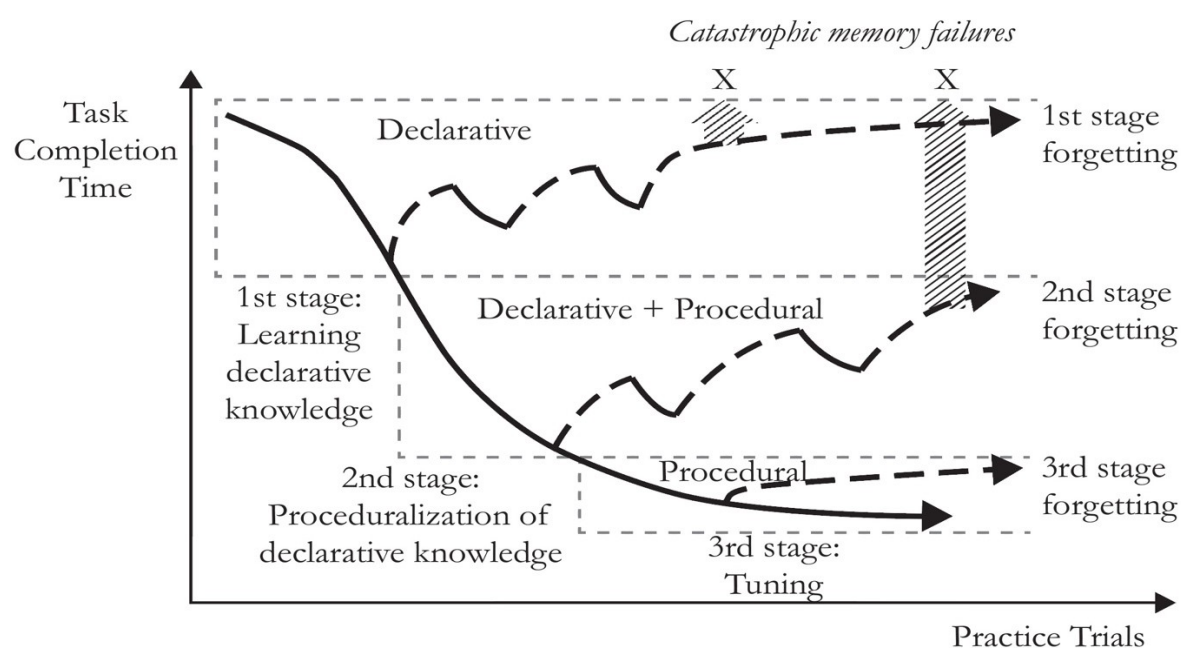 Catastrophic memory failures
X
X
Task
Completion
Time
Declarative
1st stage
forgetting
1st stage:
Learning
declarative
knowledge
Declarative + Procedural
2nd stage
forgetting
2nd stage:
Proceduralization of
declarative knowledge
Procedural
3rd stage
forgetting
3rd stage:
Tuning
Practice Trials